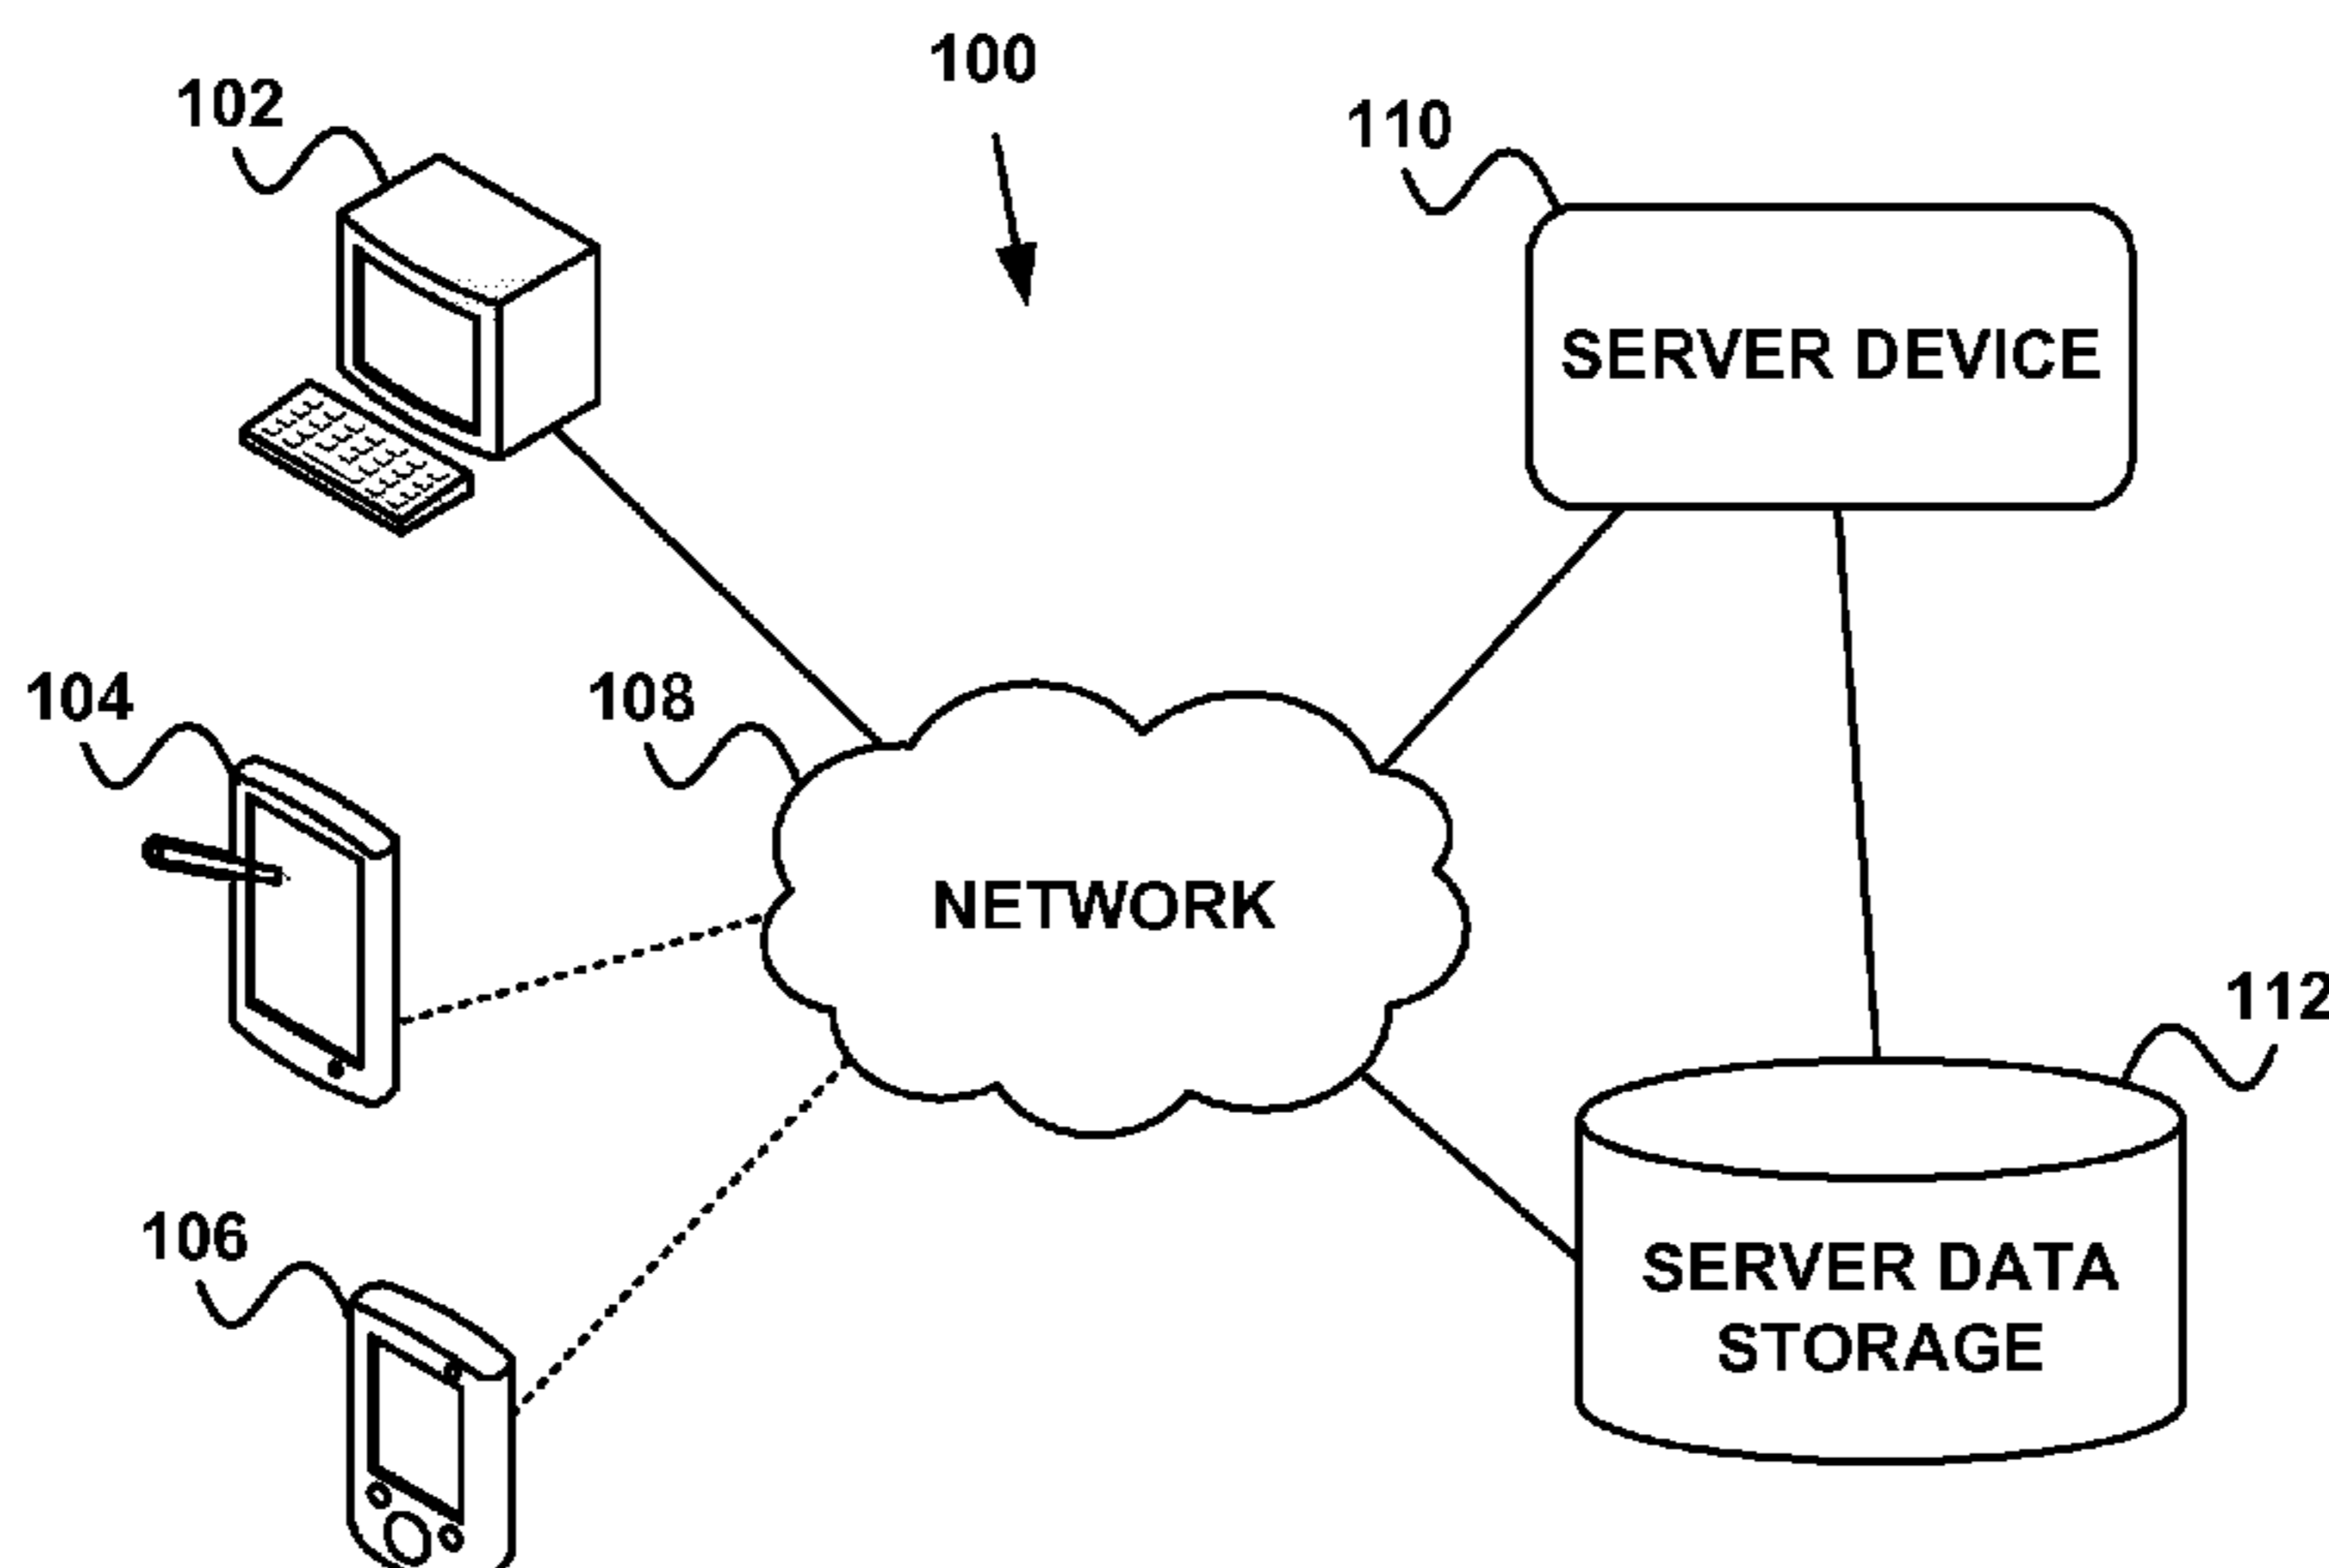 100
102
110
SERVER DEVICE
104
108
NETWORK
112
106
SERVER DATA
STORAGE